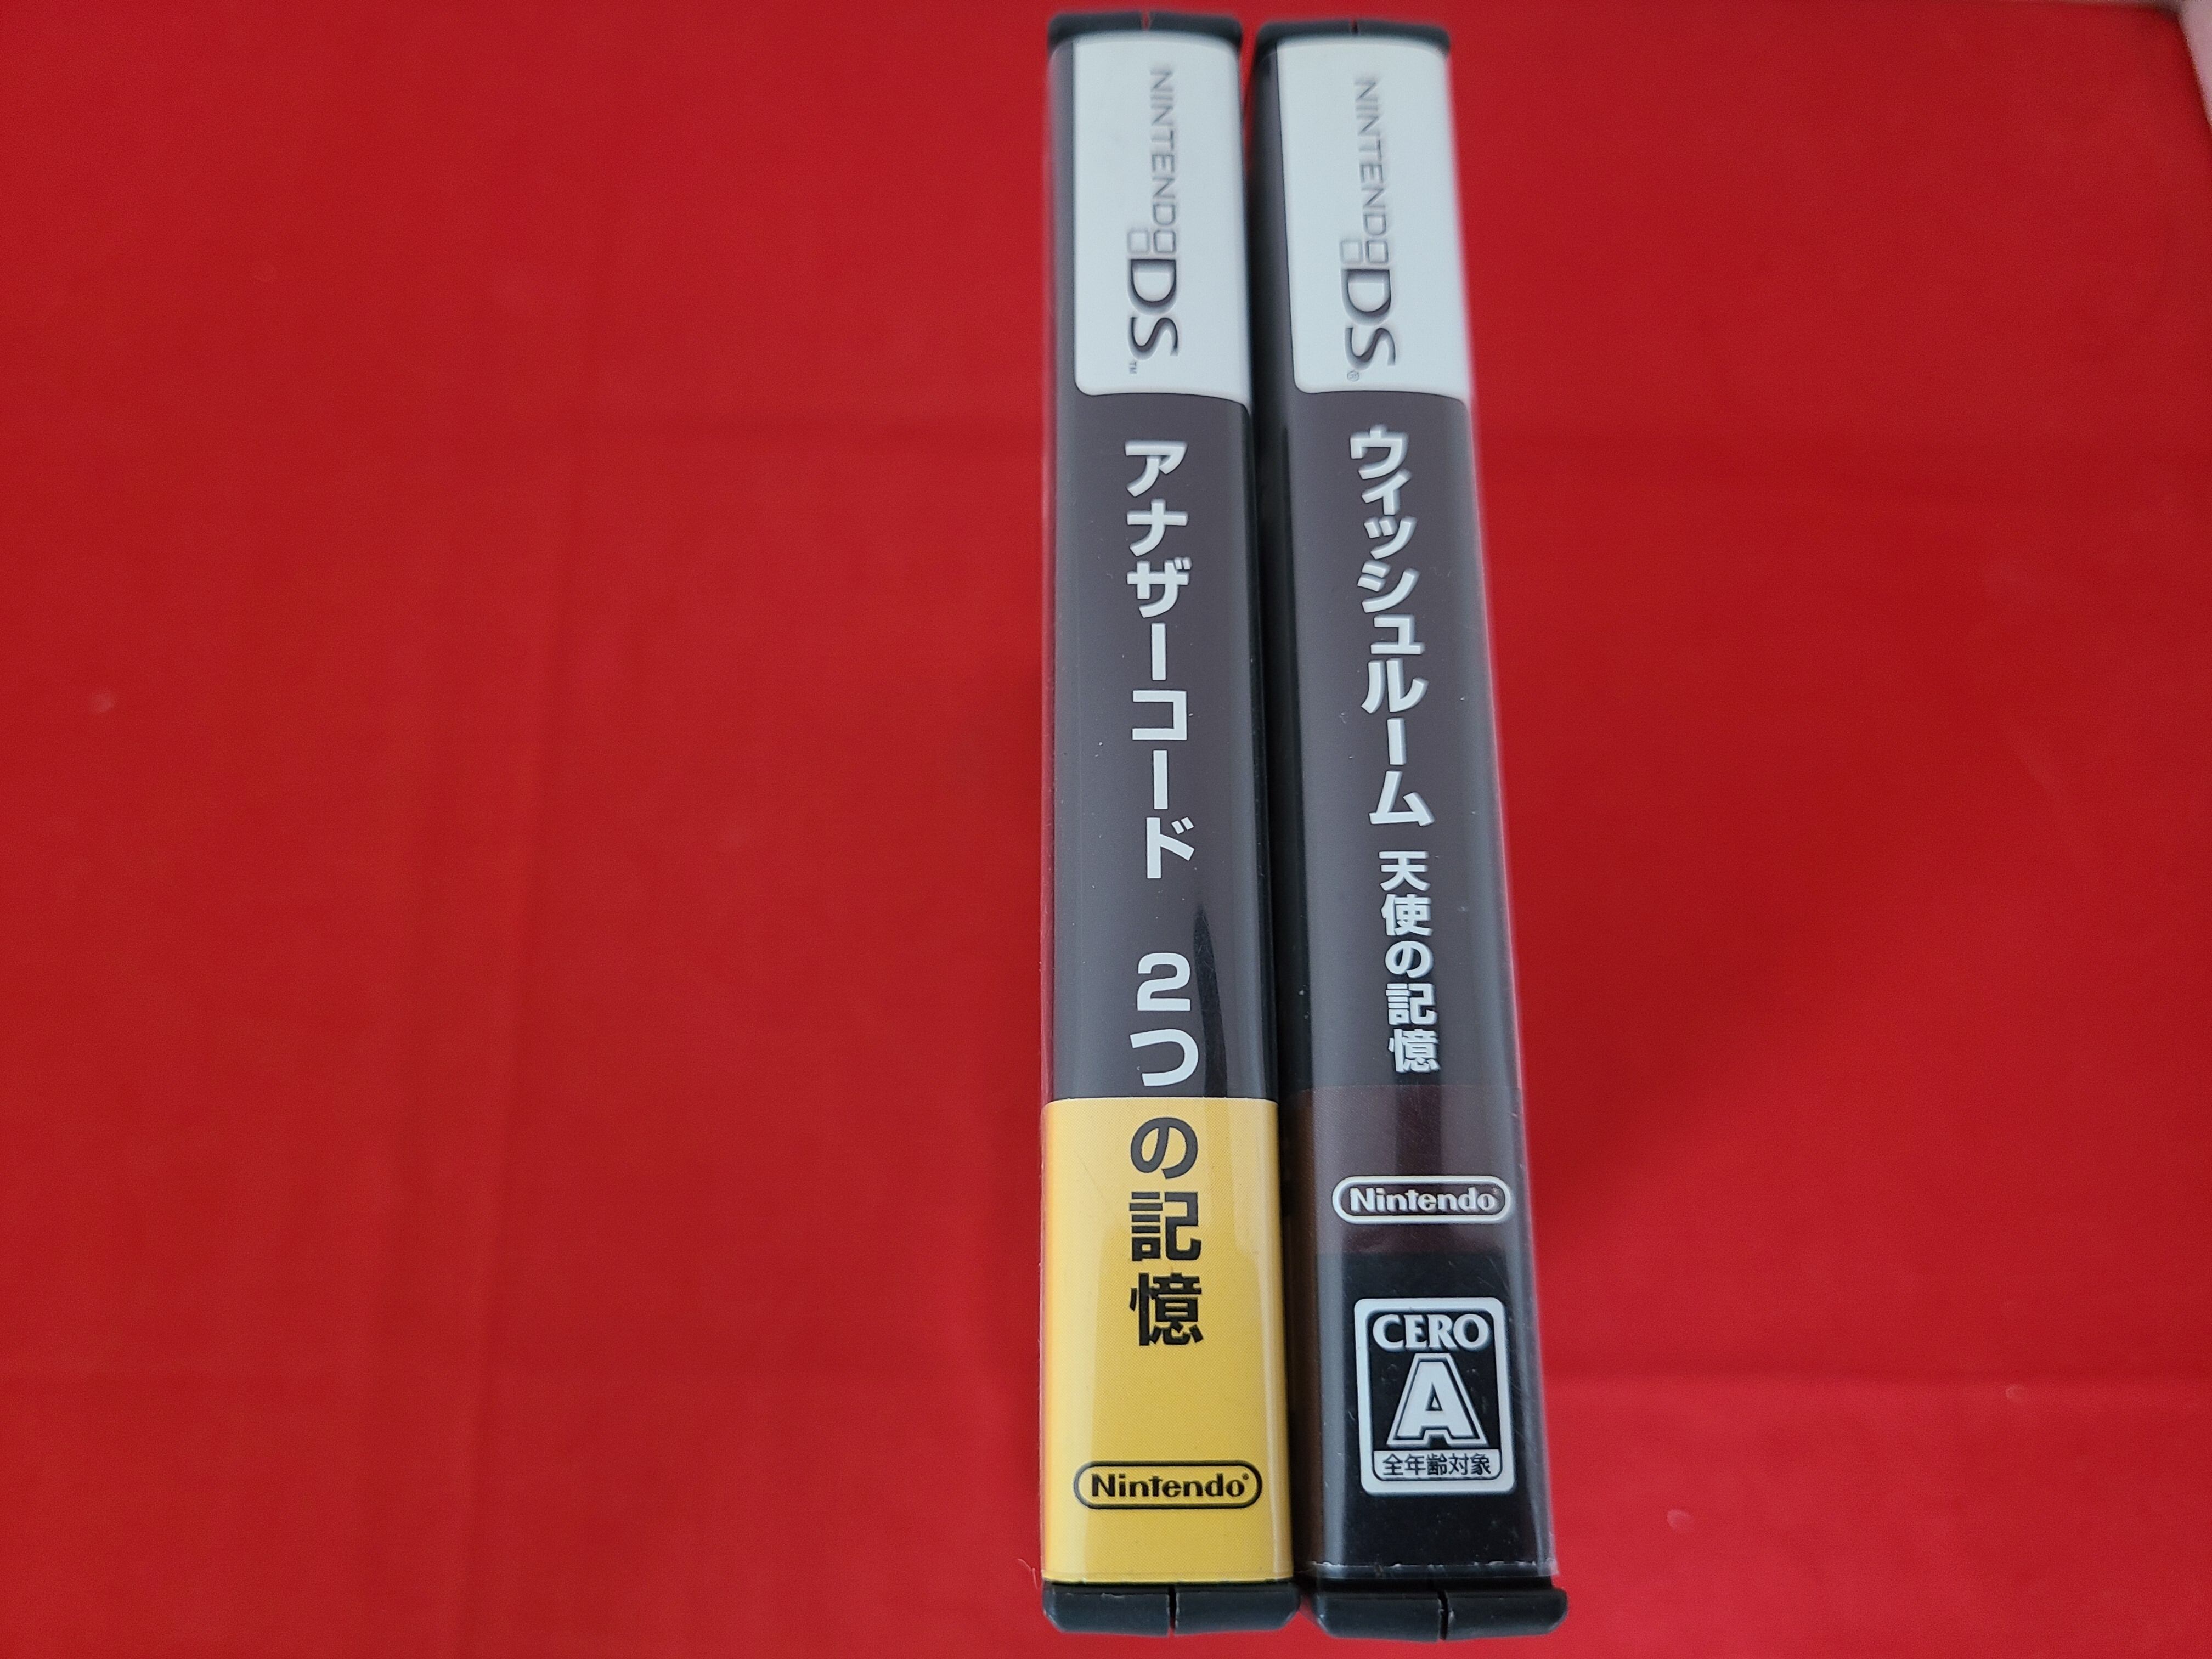 NINTENDO DS™
アナザーコード 2つの記憶
Nintendo®
NINTENDO DS®
ウィッシュルーム 天使の記憶
Nintendo®
CERO
A
全年齢対象